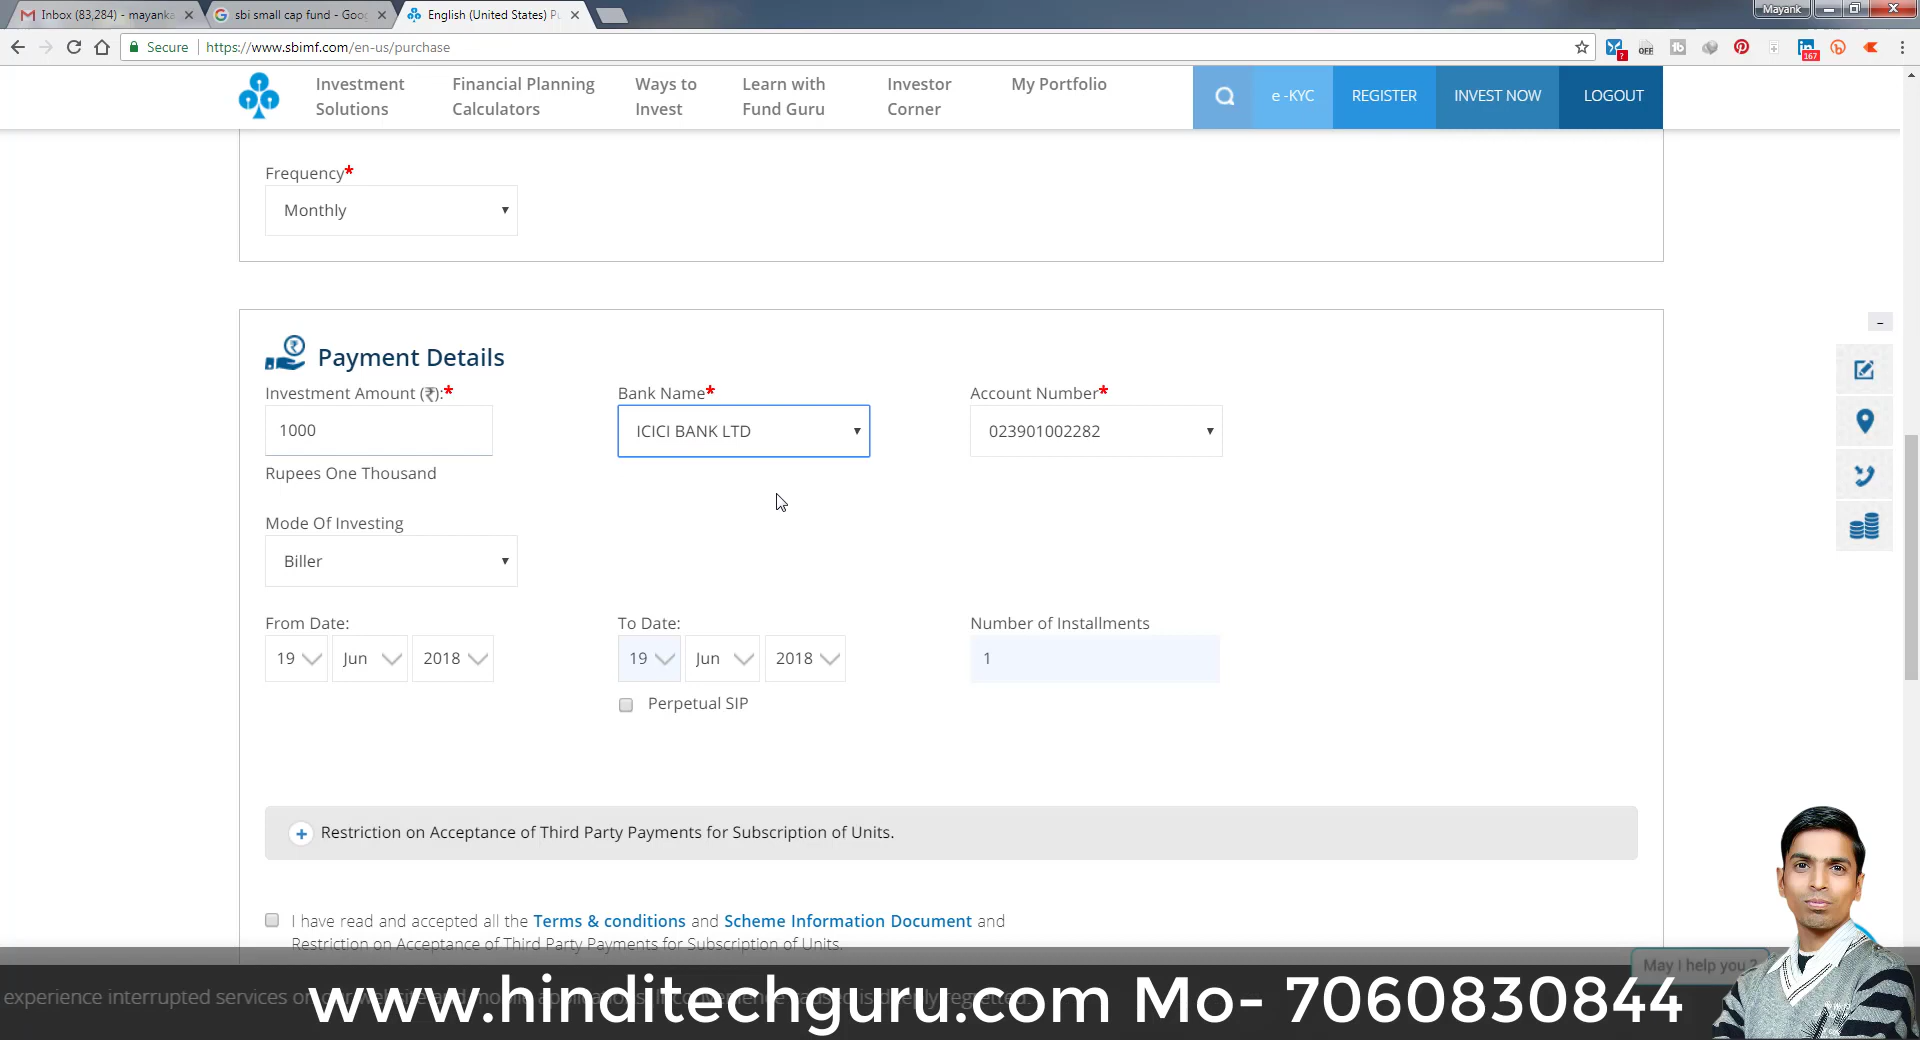 Inbox (83,284) - mayanka
sbi small cap fund - Goo
English (United States) Pu
Mayank
Secure
https://www.sbimf.com/en-us/purchase
?
OFF
tb
167
Investment Solutions
Financial Planning Calculators
Ways to Invest
Learn with Fund Guru
Investor Corner
My Portfolio
e -KYC
REGISTER
INVEST NOW
LOGOUT
Frequency*
Monthly
Payment Details
Investment Amount (₹):*
Bank Name*
Account Number*
1000
ICICI BANK LTD
023901002282
Rupees One Thousand
Mode Of Investing
Biller
From Date:
To Date:
Number of Installments
19 Jun 2018
19 Jun 2018
1
Perpetual SIP
+ Restriction on Acceptance of Third Party Payments for Subscription of Units.
I have read and accepted all the Terms & conditions and Scheme Information Document and
Restriction on Acceptance of Third Party Payments for Subscription of Units.
May I help you ?
experience interrupted services on
www.hinditechguru.com Mo- 7060830844